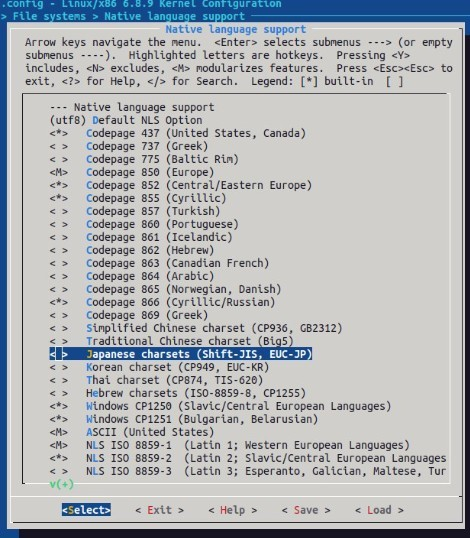 .config - Linux/x86 6.8.9 Kernel Configuration
> File systems > Native language support
Native language support
Arrow keys navigate the menu. <Enter> selects submenus ---> (or empty
submenus ----). Highlighted letters are hotkeys. Pressing <Y>
includes, <N> excludes, <M> modularizes features. Press <Esc><Esc> to
exit, <?> for Help, </> for Search. Legend: [*] built-in [ ]
--- Native language support
(utf8) Default NLS Option
<*> Codepage 437 (United States, Canada)
< > Codepage 737 (Greek)
< > Codepage 775 (Baltic Rim)
<M> Codepage 850 (Europe)
<*> Codepage 852 (Central/Eastern Europe)
<*> Codepage 855 (Cyrillic)
< > Codepage 857 (Turkish)
< > Codepage 860 (Portuguese)
< > Codepage 861 (Icelandic)
< > Codepage 862 (Hebrew)
< > Codepage 863 (Canadian French)
< > Codepage 864 (Arabic)
< > Codepage 865 (Norwegian, Danish)
<*> Codepage 866 (Cyrillic/Russian)
< > Codepage 869 (Greek)
< > Simplified Chinese charset (CP936, GB2312)
< > Traditional Chinese charset (Big5)
< > Japanese charsets (Shift-JIS, EUC-JP)
< > Korean charset (CP949, EUC-KR)
< > Thai charset (CP874, TIS-620)
< > Hebrew charsets (ISO-8859-8, CP1255)
<*> Windows CP1250 (Slavic/Central European Languages)
<*> Windows CP1251 (Bulgarian, Belarusian)
<M> ASCII (United States)
<M> NLS ISO 8859-1 (Latin 1; Western European Languages)
<*> NLS ISO 8859-2 (Latin 2; Slavic/Central European Languages
< > NLS ISO 8859-3 (Latin 3; Esperanto, Galician, Maltese, Tur
v(+)
<Select> < Exit > < Help > < Save > < Load >